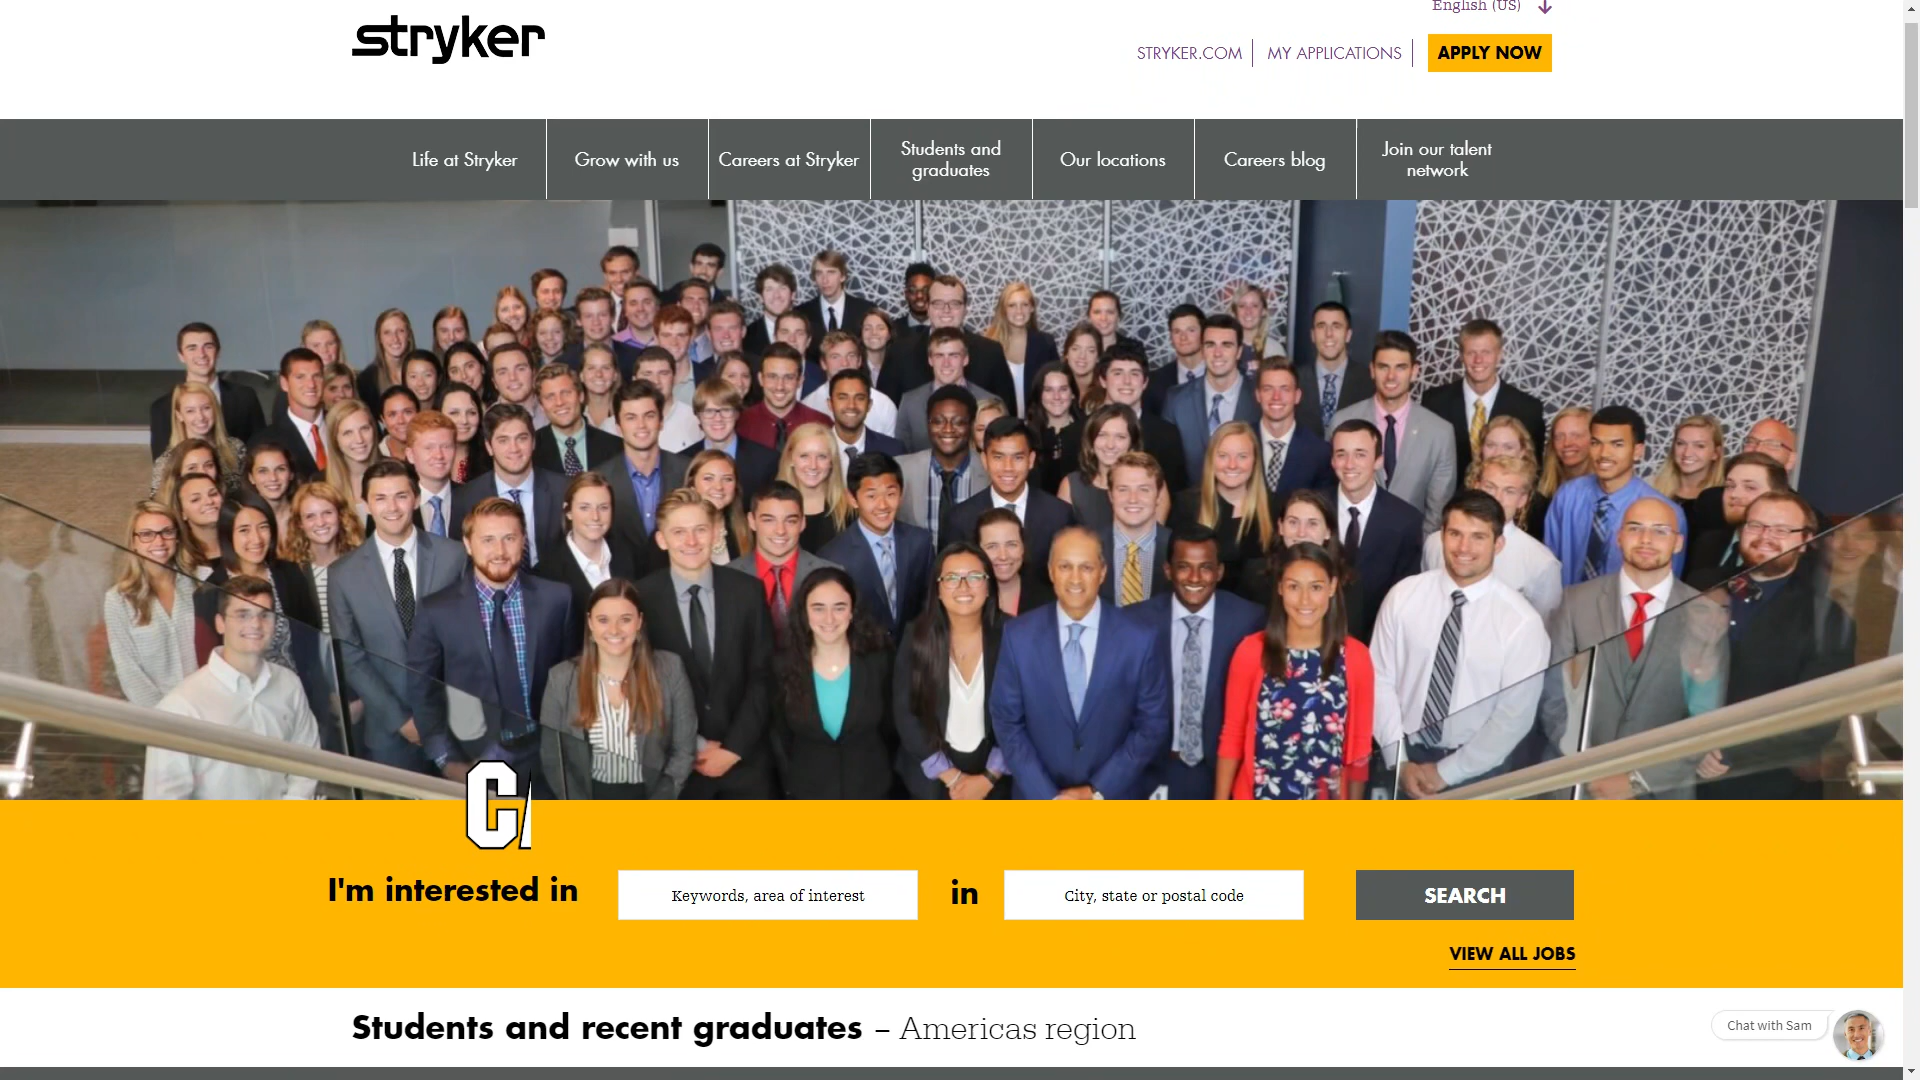 English (US)
stryker
STRYKER.COM
MY APPLICATIONS
APPLY NOW
Life at Stryker
Grow with us
Careers at Stryker
Students and
graduates
Our locations
Careers blog
Join our talent
network
C
I'm interested in
Keywords, area of interest
in
City, state or postal code
SEARCH
VIEW ALL JOBS
Students and recent graduates – Americas region
Chat with Sam